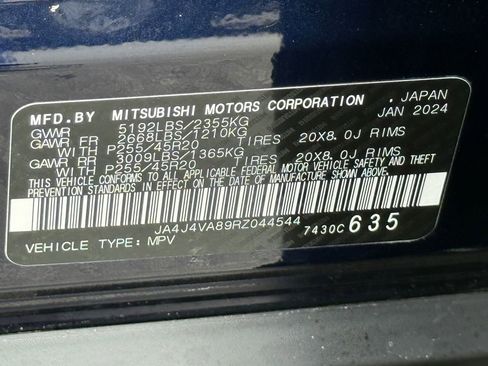 MFD.BY MITSUBISHI MOTORS CORPORATION . JAPAN
GVWR 5192LBS/2355KG JAN 2024
GAWR FR 2668LBS/1210KG
WITH P255/45R20 TIRES 20X8.0J RIMS
GAWR RR 3009LBS/1365KG
WITH P255/45R20 TIRES 20X8.0J RIMS
THIS VEHICLE CONFORMS TO ALL APPLICABLE FEDERAL MOTOR VEHICLE SAFETY AND THEFT
PREVENTION STANDARDS IN EFFECT ON THE DATE OF MANUFACTURE SHOWN ABOVE.
JA4J4VA89RZ044544
VEHICLE TYPE: MPV 7430C 635